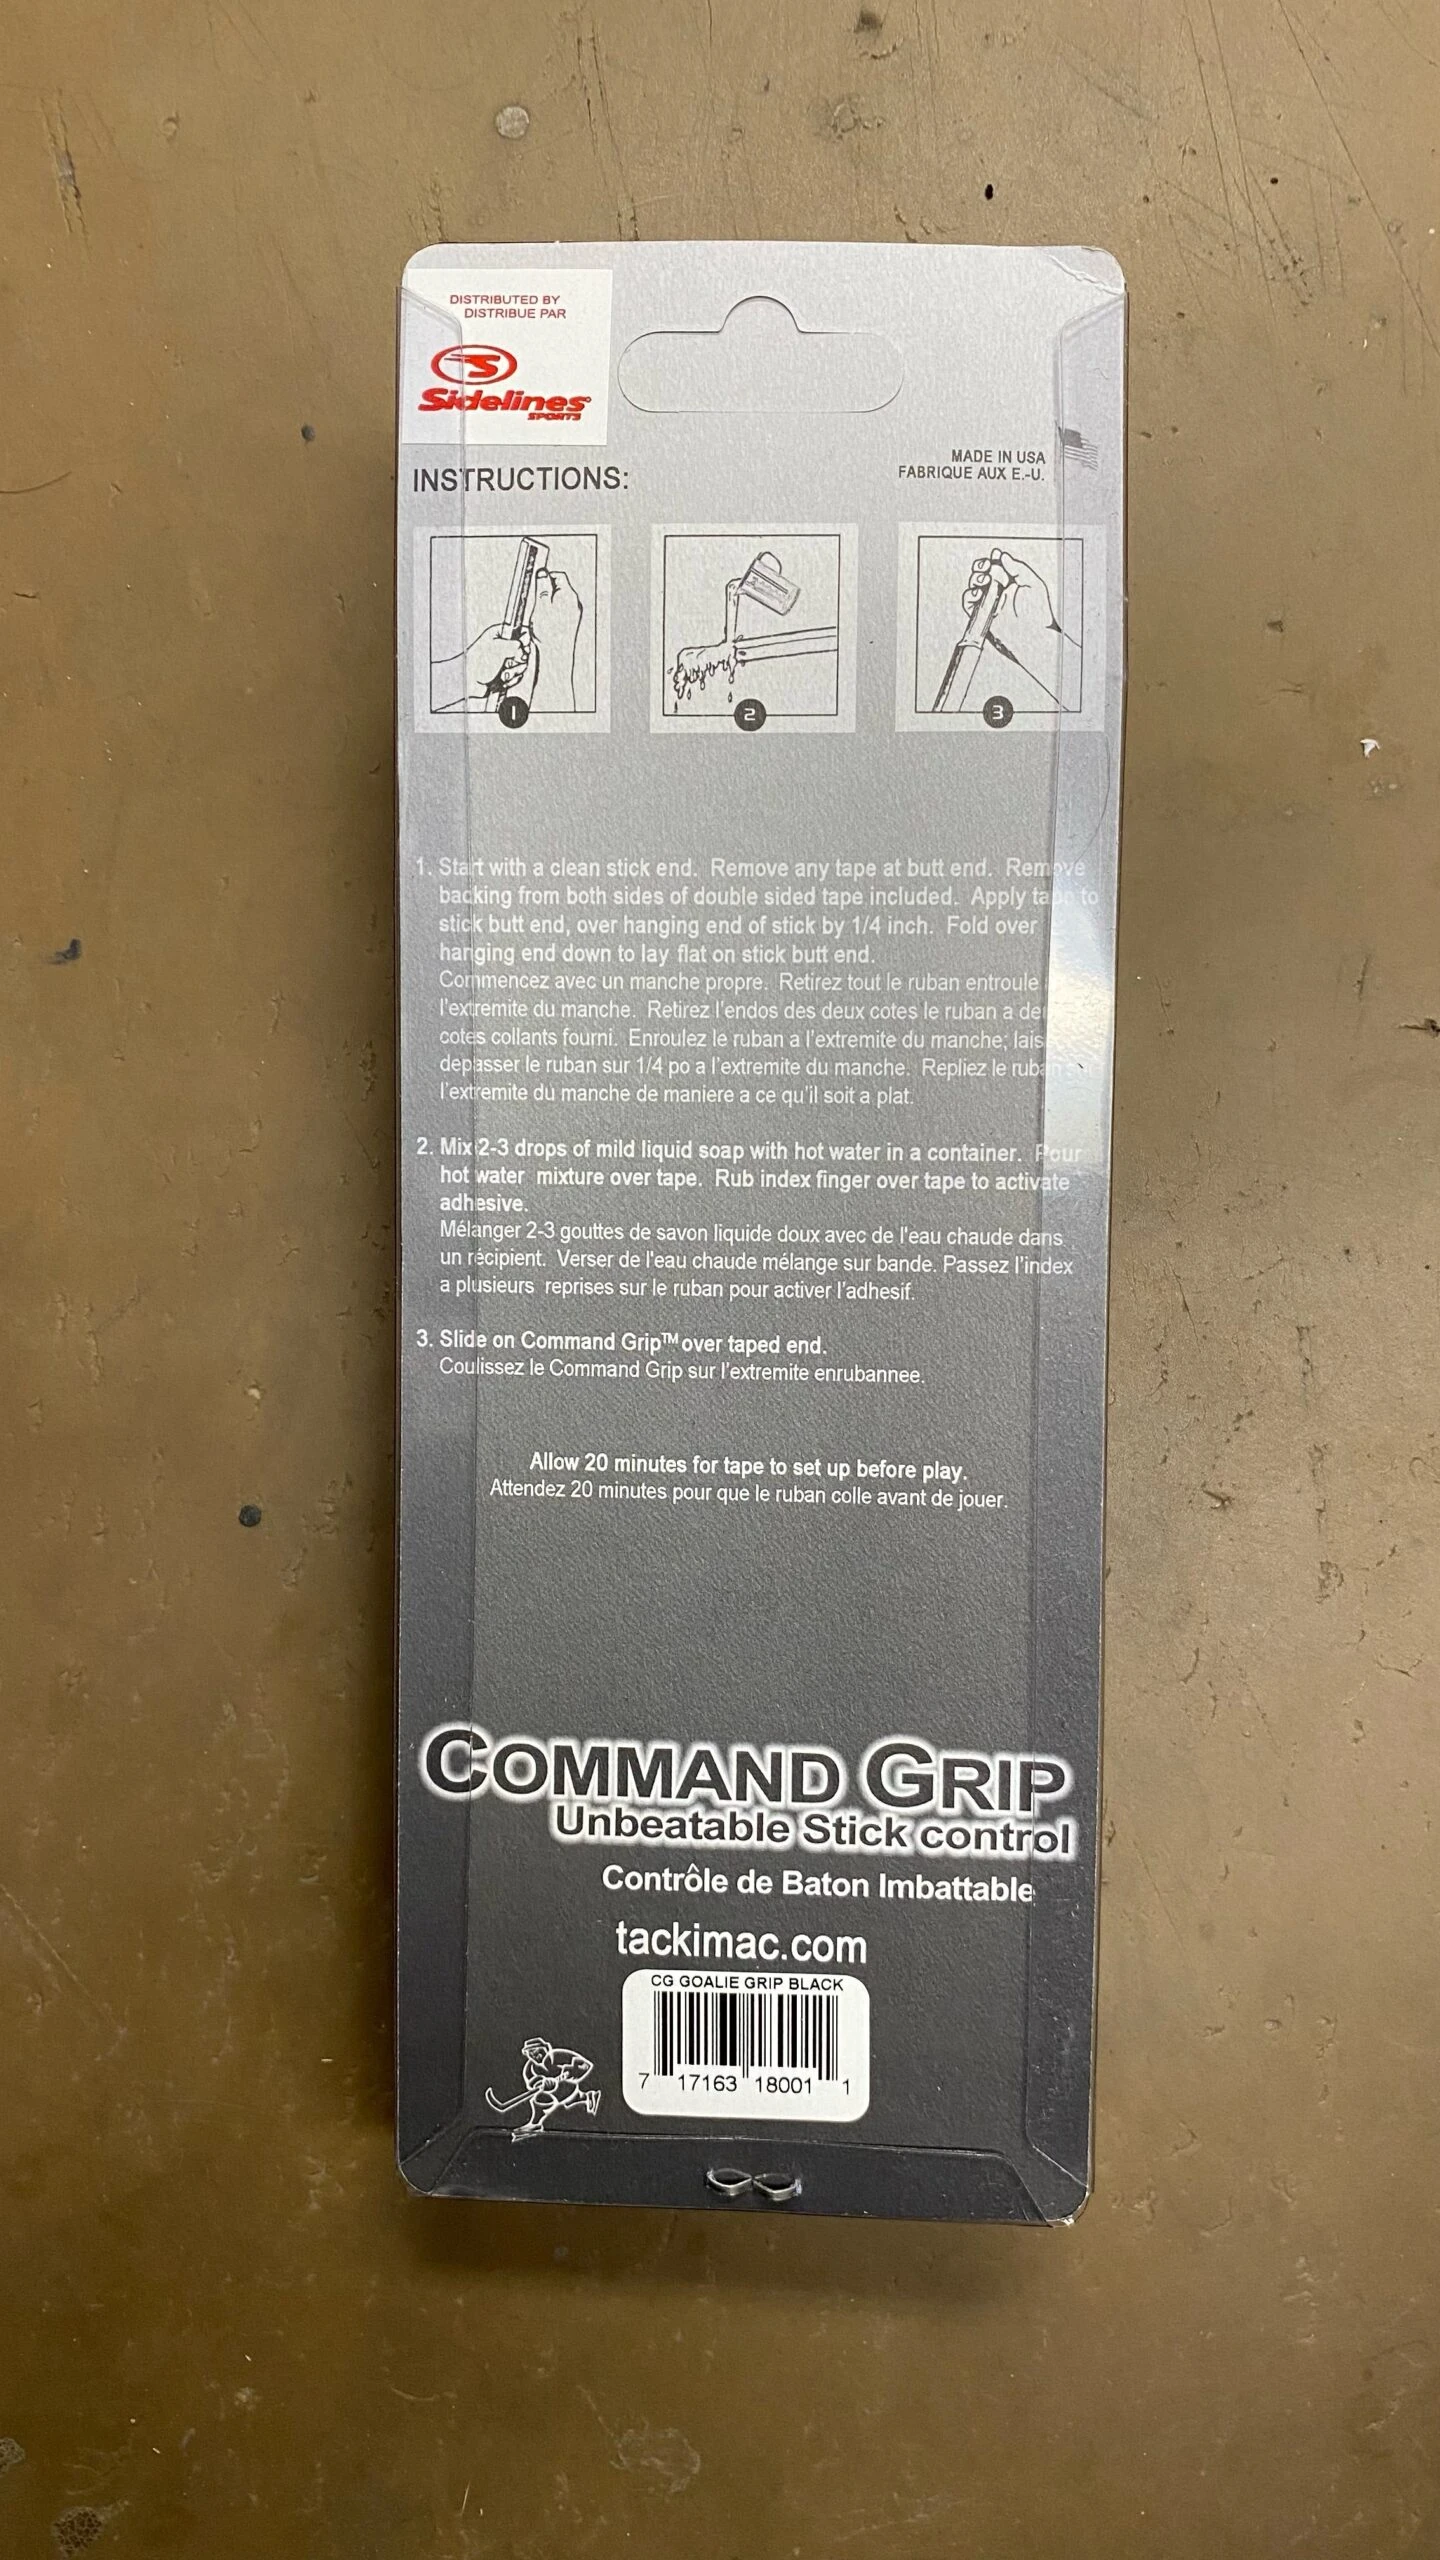 DISTRIBUTED BY
DISTRIBUE PAR
S
Sidelines
SPORTS
MADE IN USA
FABRIQUE AUX E.-U.
INSTRUCTIONS:
1
2
3
1. Start with a clean stick end. Remove any tape at butt end. Remove
backing from both sides of double sided tape included. Apply tape to
stick butt end, over hanging end of stick by 1/4 inch. Fold over
hanging end down to lay flat on stick butt end.
Commencez avec un manche propre. Retirez tout le ruban entroule
l'extremite du manche. Retirez l'endos des deux cotes le ruban a
cotes collants fourni. Enroulez le ruban a l'extremite du manche;
depasser le ruban sur 1/4 po a l'extremite du manche. Repliez le ruban
l'extremite du manche de maniere a ce qu'il soit a plat.
2. Mix 2-3 drops of mild liquid soap with hot water in a container. Pour
hot water mixture over tape. Rub index finger over tape to activate
adhesive.
Mélanger 2-3 gouttes de savon liquide doux avec de l'eau chaude dans
un récipient. Verser de l'eau chaude mélange sur bande. Passez l'index
a plusieurs reprises sur le ruban pour activer l'adhesif.
3. Slide on Command Grip™ over taped end.
Coulissez le Command Grip sur l'extremite enrubannee.
Allow 20 minutes for tape to set up before play.
Attendez 20 minutes pour que le ruban colle avant de jouer.
COMMAND GRIP
Unbeatable Stick control
Contrôle de Baton Imbattable
tackimac.com
CG GOALIE GRIP BLACK
7 17163 18001 1